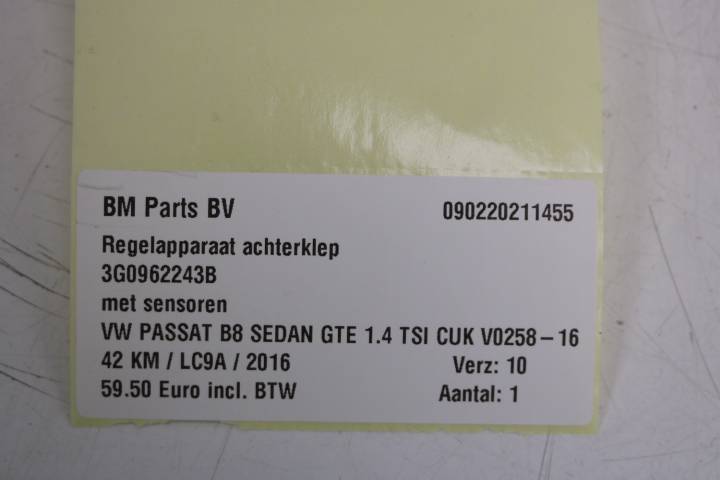 BM Parts BV 090220211455
Regelapparaat achterklep
3G0962243B
met sensoren
VW PASSAT B8 SEDAN GTE 1.4 TSI CUK V0258-16
42 KM / LC9A / 2016 Verz: 10
59.50 Euro incl. BTW Aantal: 1